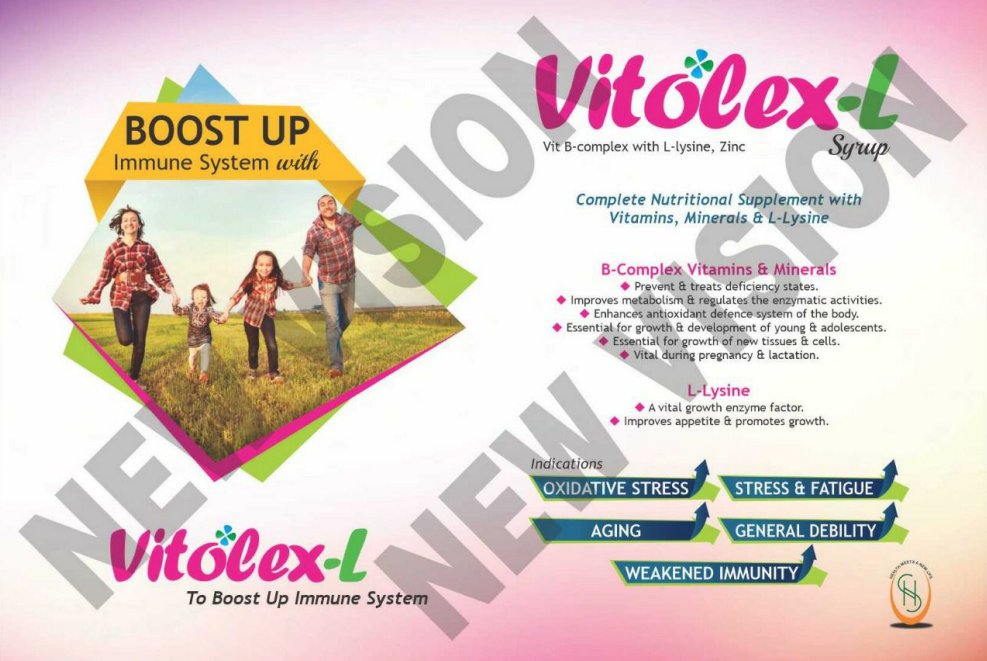 BOOST UP
Immune System with
Vitolex-L
To Boost Up Immune System
Vitolex-L
Syrup
Vit B-complex with L-lysine, Zinc
Complete Nutritional Supplement with
Vitamins, Minerals & L-Lysine
B-Complex Vitamins & Minerals
◆ Prevent & treats deficiency states.
◆ Improves metabolism & regulates the enzymatic activities.
◆ Enhances antioxidant defence system of the body.
◆ Essential for growth & development of young & adolescents.
◆ Essential for growth of new tissues & cells.
◆ Vital during pregnancy & lactation.
L-Lysine
◆ A vital growth enzyme factor.
◆ Improves appetite & promotes growth.
Indications
OXIDATIVE STRESS
STRESS & FATIGUE
AGING
GENERAL DEBILITY
WEAKENED IMMUNITY
NEW VISION
NEW VISION